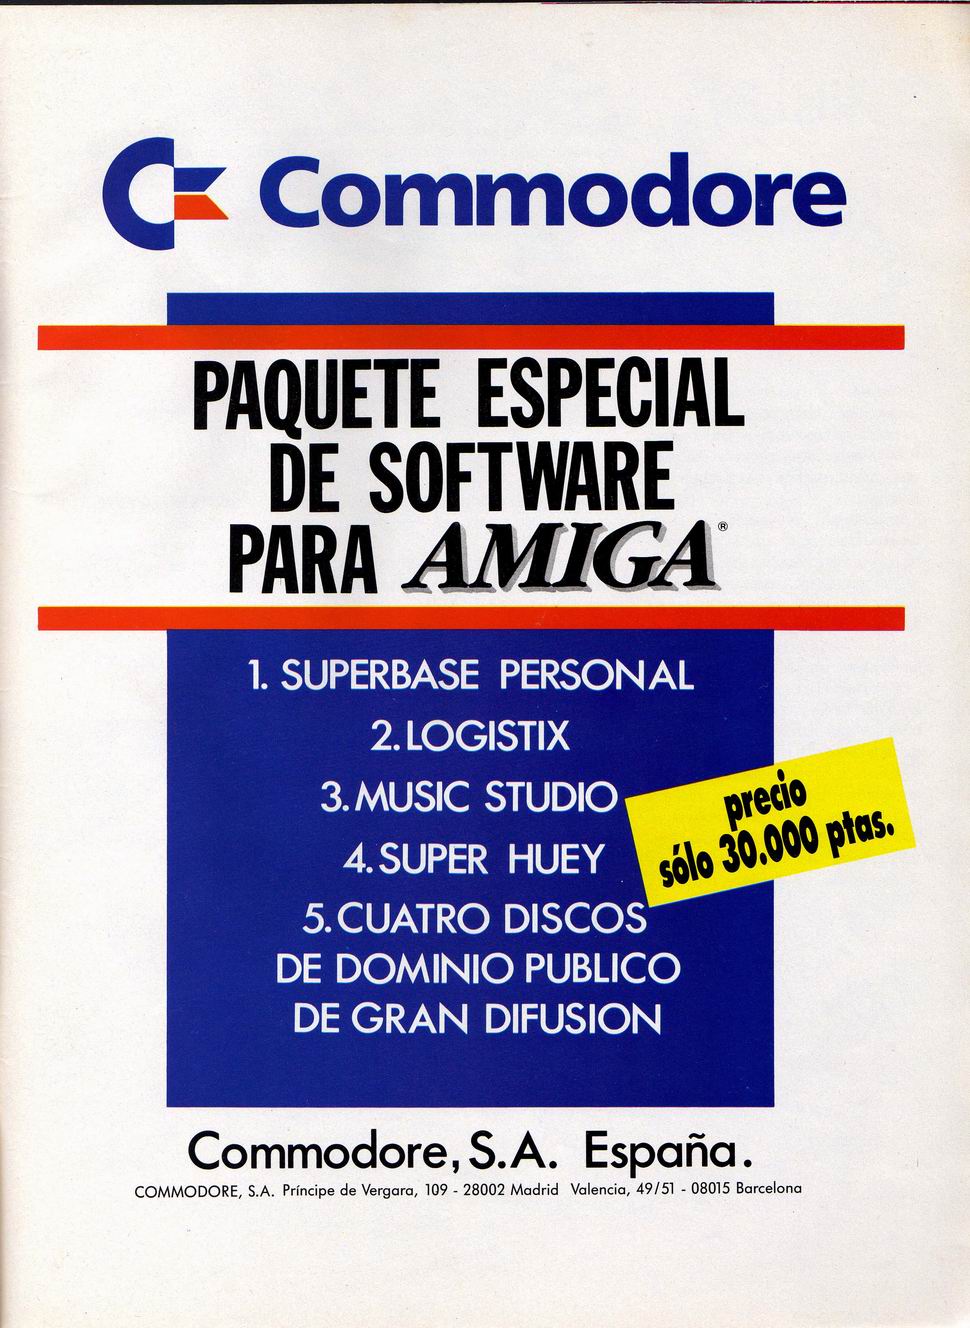 Commodore
PAQUETE ESPECIAL
DE SOFTWARE
PARA AMIGA®
1. SUPERBASE PERSONAL
2. LOGISTIX
3. MUSIC STUDIO
4. SUPER HUEY
5. CUATRO DISCOS
DE DOMINIO PUBLICO
DE GRAN DIFUSION
precio
sólo 30.000 ptas.
Commodore, S.A. España.
COMMODORE, S.A. Príncipe de Vergara, 109 - 28002 Madrid Valencia, 49/51 - 08015 Barcelona